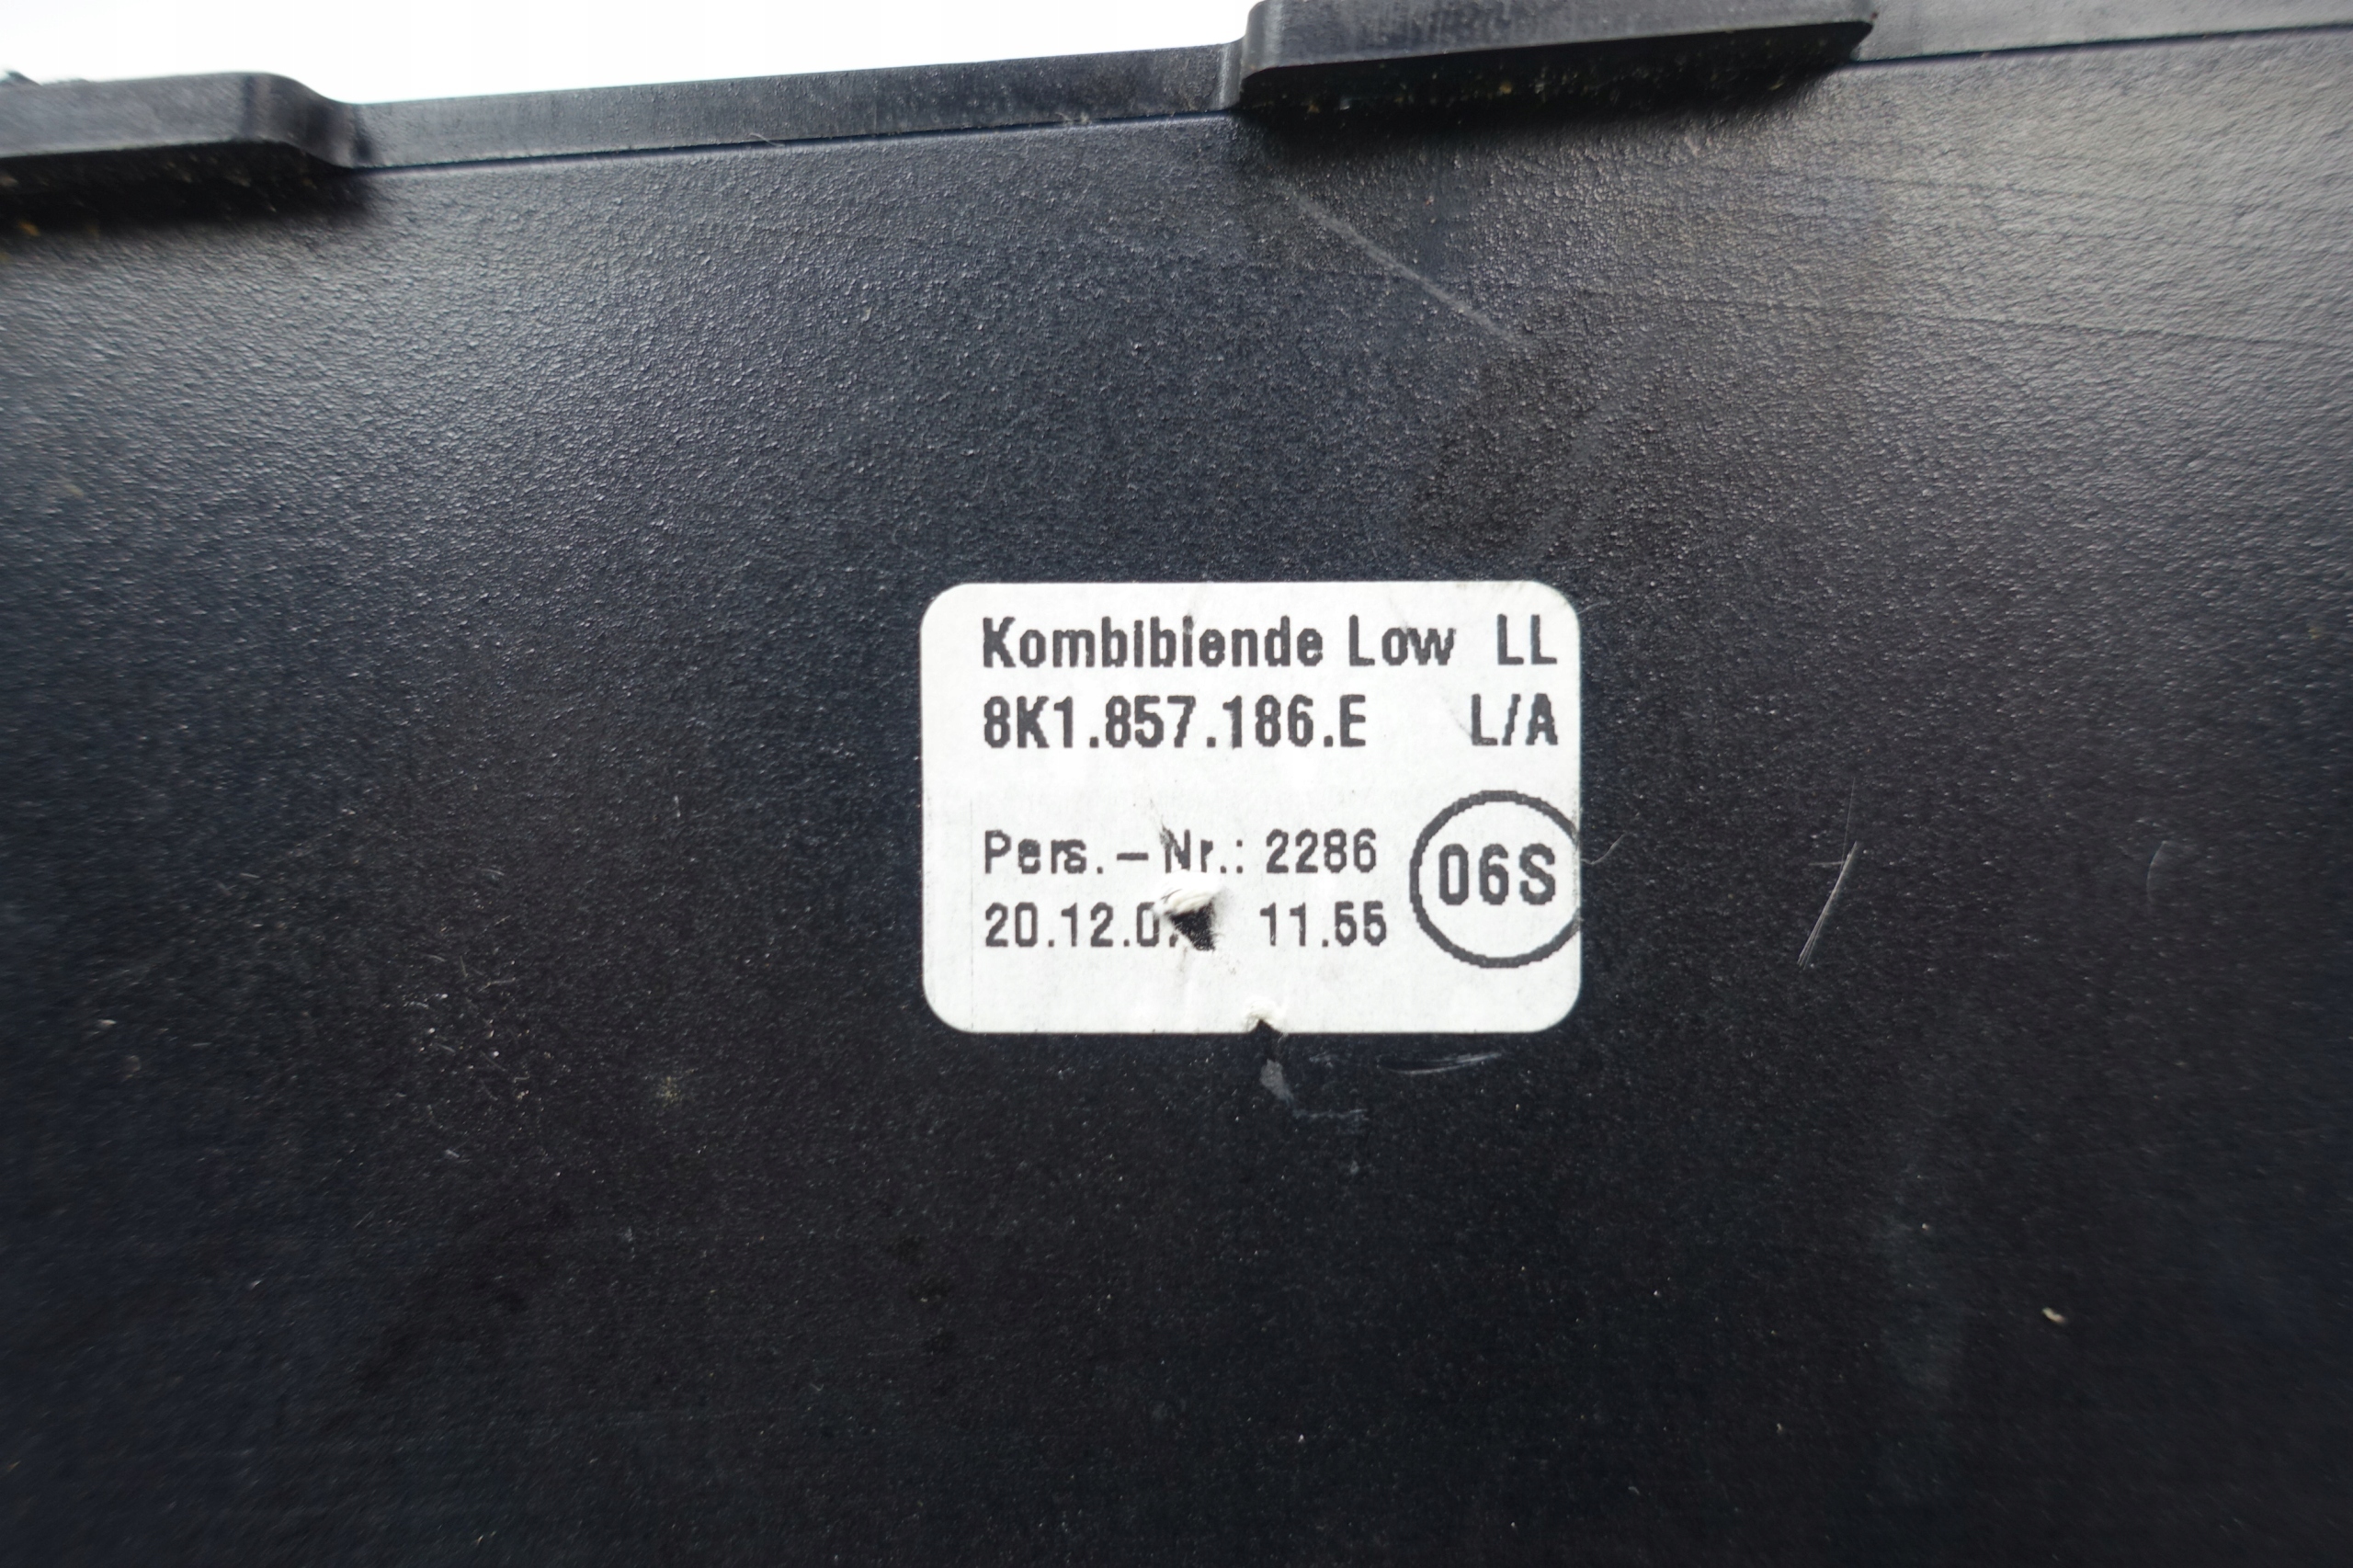 Kombiblende Low LL
8K1.857.186.E L/A
Pers.-Nr.: 2286
06S
11.55